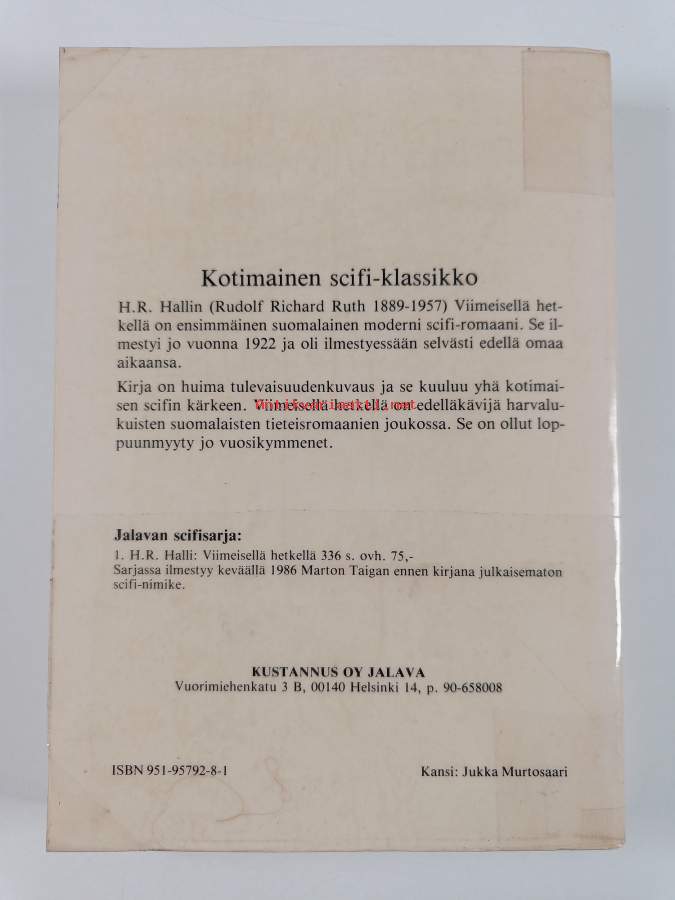 Kotimainen scifi-klassikko
H.R. Hallin (Rudolf Richard Ruth 1889-1957) Viimeisellä het-
kellä on ensimmäinen suomalainen moderni scifi-romaani. Se il-
mestyi jo vuonna 1922 ja oli ilmestyessään selvästi edellä omaa
aikaansa.
Kirja on huima tulevaisuudenkuvaus ja se kuuluu yhä kotimai-
sen scifin kärkeen. Viimeisellä hetkellä on edelläkävijä harvalu-
kuisten suomalaisten tieteisromaanien joukossa. Se on ollut lop-
puunmyyty jo vuosikymmenet.
Jalavan scifisarja:
1. H.R. Halli: Viimeisellä hetkellä 336 s. ovh. 75,-
Sarjassa ilmestyy keväällä 1986 Marton Taigan ennen kirjana julkaisematon
scifi-nimike.
KUSTANNUS OY JALAVA
Vuorimiehenkatu 3 B, 00140 Helsinki 14, p. 90-658008
ISBN 951-95792-8-1
Kansi: Jukka Murtosaari